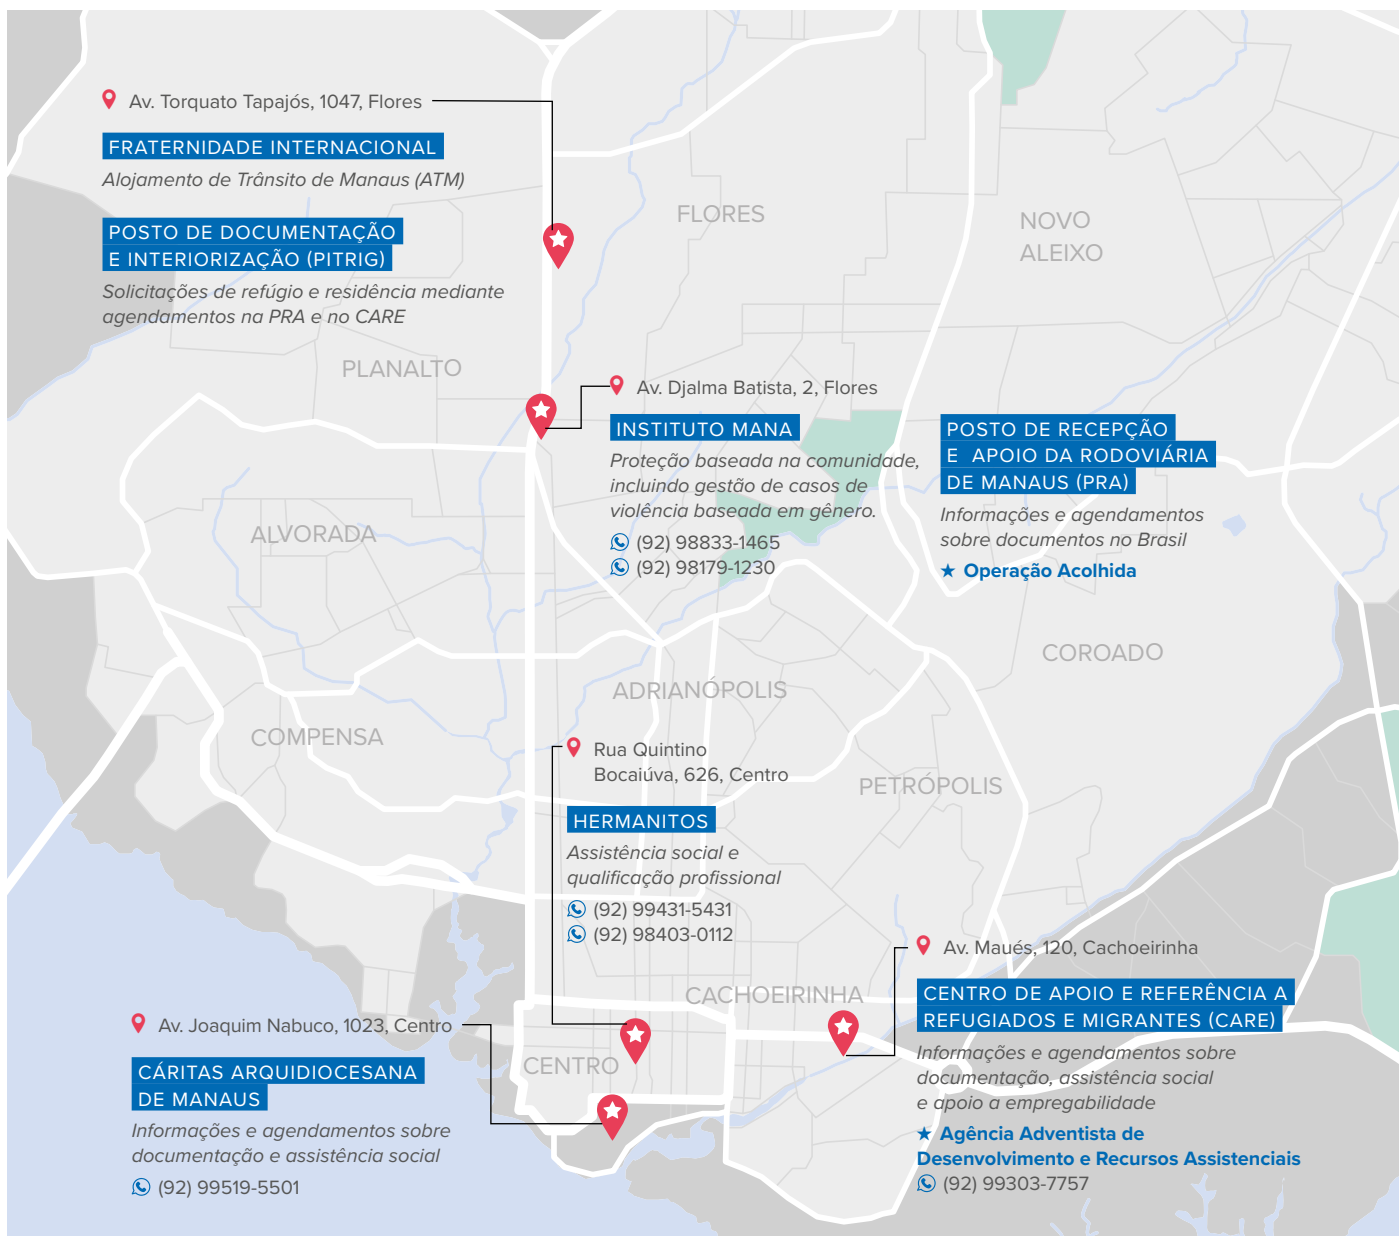 Av. Torquato Tapajós, 1047, Flores
FRATERNIDADE INTERNACIONAL
Alojamento de Trânsito de Manaus (ATM)
POSTO DE DOCUMENTAÇÃO
E INTERIORIZAÇÃO (PITRIG)
Solicitações de refúgio e residência mediante
agendamentos na PRA e no CARE
FLORES
NOVO
ALEIXO
PLANALTO
Av. Djalma Batista, 2, Flores
INSTITUTO MANA
Proteção baseada na comunidade,
incluindo gestão de casos de
violência baseada em gênero.
(92) 98833-1465
(92) 98179-1230
POSTO DE RECEPÇÃO
E APOIO DA RODOVIÁRIA
DE MANAUS (PRA)
Informações e agendamentos
sobre documentos no Brasil
★ Operação Acolhida
ALVORADA
COROADO
ADRIANÓPOLIS
COMPENSA
PETRÓPOLIS
Rua Quintino
Bocaiúva, 626, Centro
HERMANITOS
Assistência social e
qualificação profissional
(92) 99431-5431
(92) 98403-0112
CACHOEIRINHA
CENTRO
Av. Maués, 120, Cachoeirinha
CENTRO DE APOIO E REFERÊNCIA A
REFUGIADOS E MIGRANTES (CARE)
Informações e agendamentos sobre
documentação, assistência social
e apoio a empregabilidade
★ Agência Adventista de
Desenvolvimento e Recursos Assistenciais
(92) 99303-7757
Av. Joaquim Nabuco, 1023, Centro
CÁRITAS ARQUIDIOCESANA
DE MANAUS
Informações e agendamentos sobre
documentação e assistência social
(92) 99519-5501